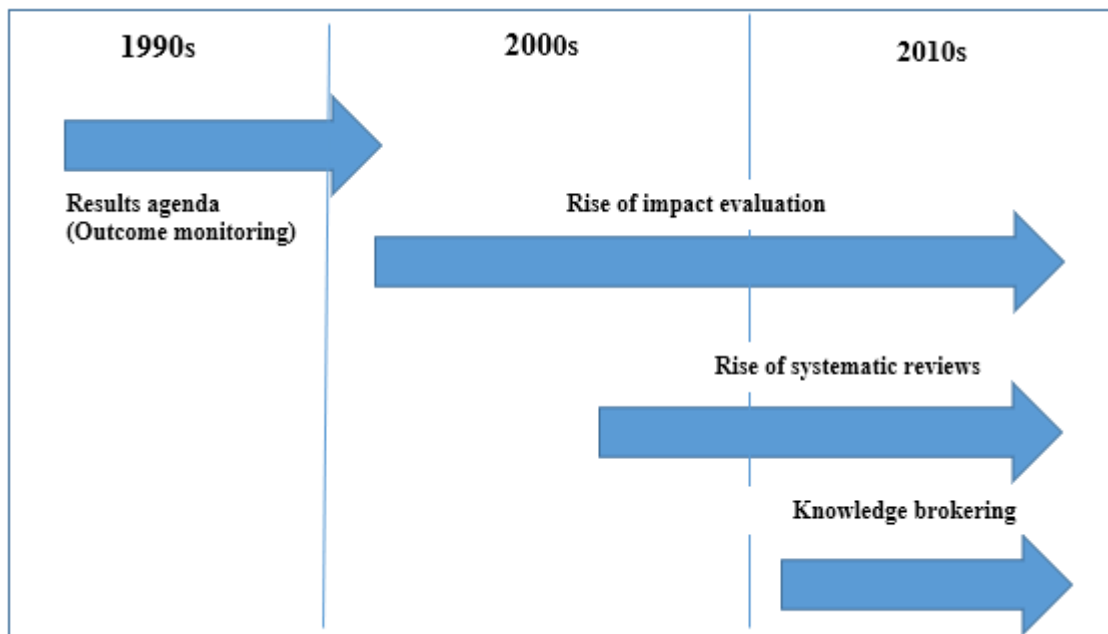 1990s
2000s
2010s
Results agenda
(Outcome monitoring)
Rise of impact evaluation
Rise of systematic reviews
Knowledge brokering